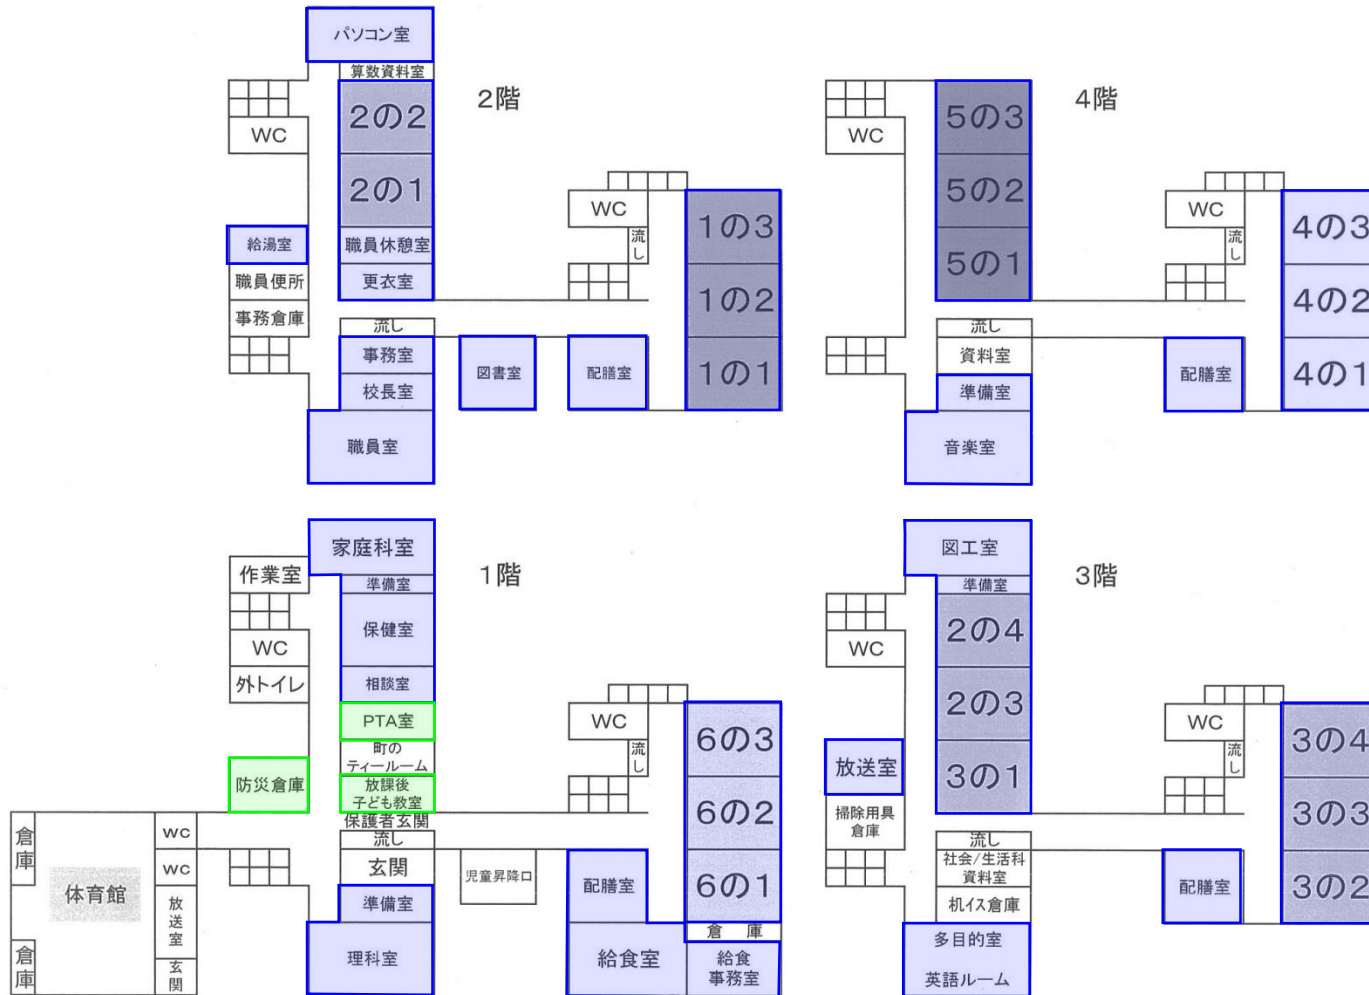 パソコン室
算数資料室
2の2
2階
WC
2の1
給湯室
職員休憩室
職員便所
更衣室
事務倉庫
流し
事務室
校長室
職員室
図書室
配膳室
WC
流し
1の3
1の2
1の1
5の3
4階
WC
5の2
5の1
流し
資料室
準備室
音楽室
WC
流し
配膳室
4の3
4の2
4の1
家庭科室
作業室
準備室
1階
保健室
WC
外トイレ
相談室
PTA室
町の
ティールーム
防災倉庫
放課後
子ども教室
保護者玄関
流し
玄関
児童昇降口
準備室
理科室
倉庫
体育館
倉庫
WC
WC
放送室
玄関
WC
流し
6の3
6の2
6の1
配膳室
倉 庫
給食室
給食
事務室
図工室
準備室
3階
2の4
WC
2の3
放送室
3の1
掃除用具
倉庫
流し
社会/生活科
資料室
机イス倉庫
多目的室
英語ルーム
WC
流し
配膳室
3の4
3の3
3の2